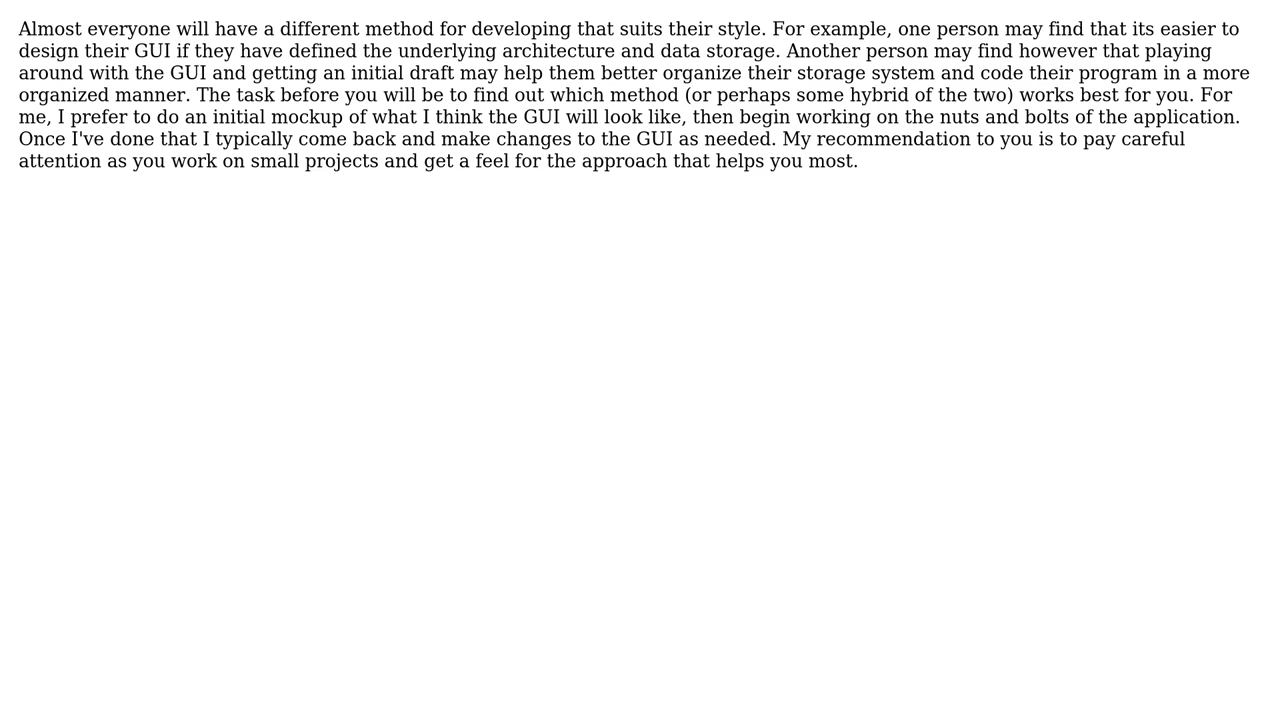 Almost everyone will have a different method for developing that suits their style. For example, one person may find that its easier to
design their GUI if they have defined the underlying architecture and data storage. Another person may find however that playing
around with the GUI and getting an initial draft may help them better organize their storage system and code their program in a more
organized manner. The task before you will be to find out which method (or perhaps some hybrid of the two) works best for you. For
me, I prefer to do an initial mockup of what I think the GUI will look like, then begin working on the nuts and bolts of the application.
Once I've done that I typically come back and make changes to the GUI as needed. My recommendation to you is to pay careful
attention as you work on small projects and get a feel for the approach that helps you most.